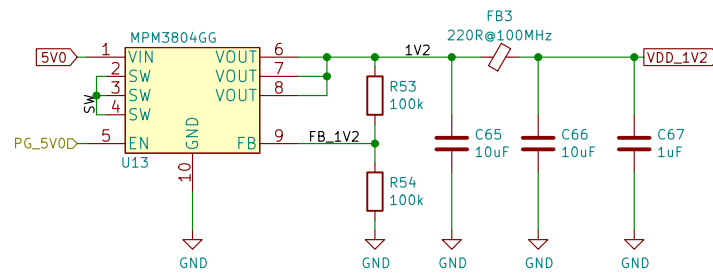 FB3
220R@100MHz
MPM3804GG
5V0
1
VIN
VOUT
6
1V2
VDD_1V2
2
SW
VOUT
7
SW
3
SW
VOUT
8
R53
100k
4
SW
PG_5V0
5
EN
GND
FB
9
FB_1V2
C65
10uF
C66
10uF
C67
1uF
U13
10
R54
100k
GND
GND
GND
GND
GND